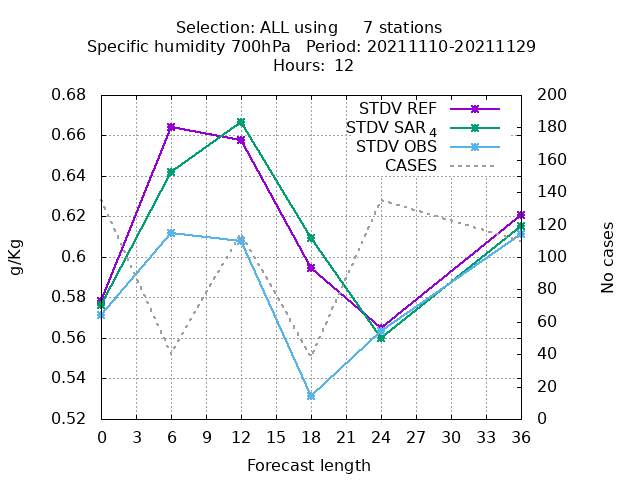 Selection: ALL using     7 stations
Specific humidity 700hPa   Period: 20211110-20211129
Hours: 12
STDV REF
STDV SAR4
STDV OBS
CASES
0.68
0.66
0.64
0.62
0.6
0.58
0.56
0.54
0.52
g/Kg
200
180
160
140
120
100
80
60
40
20
0
No cases
0 3 6 9 12 15 18 21 24 27 30 33 36
Forecast length